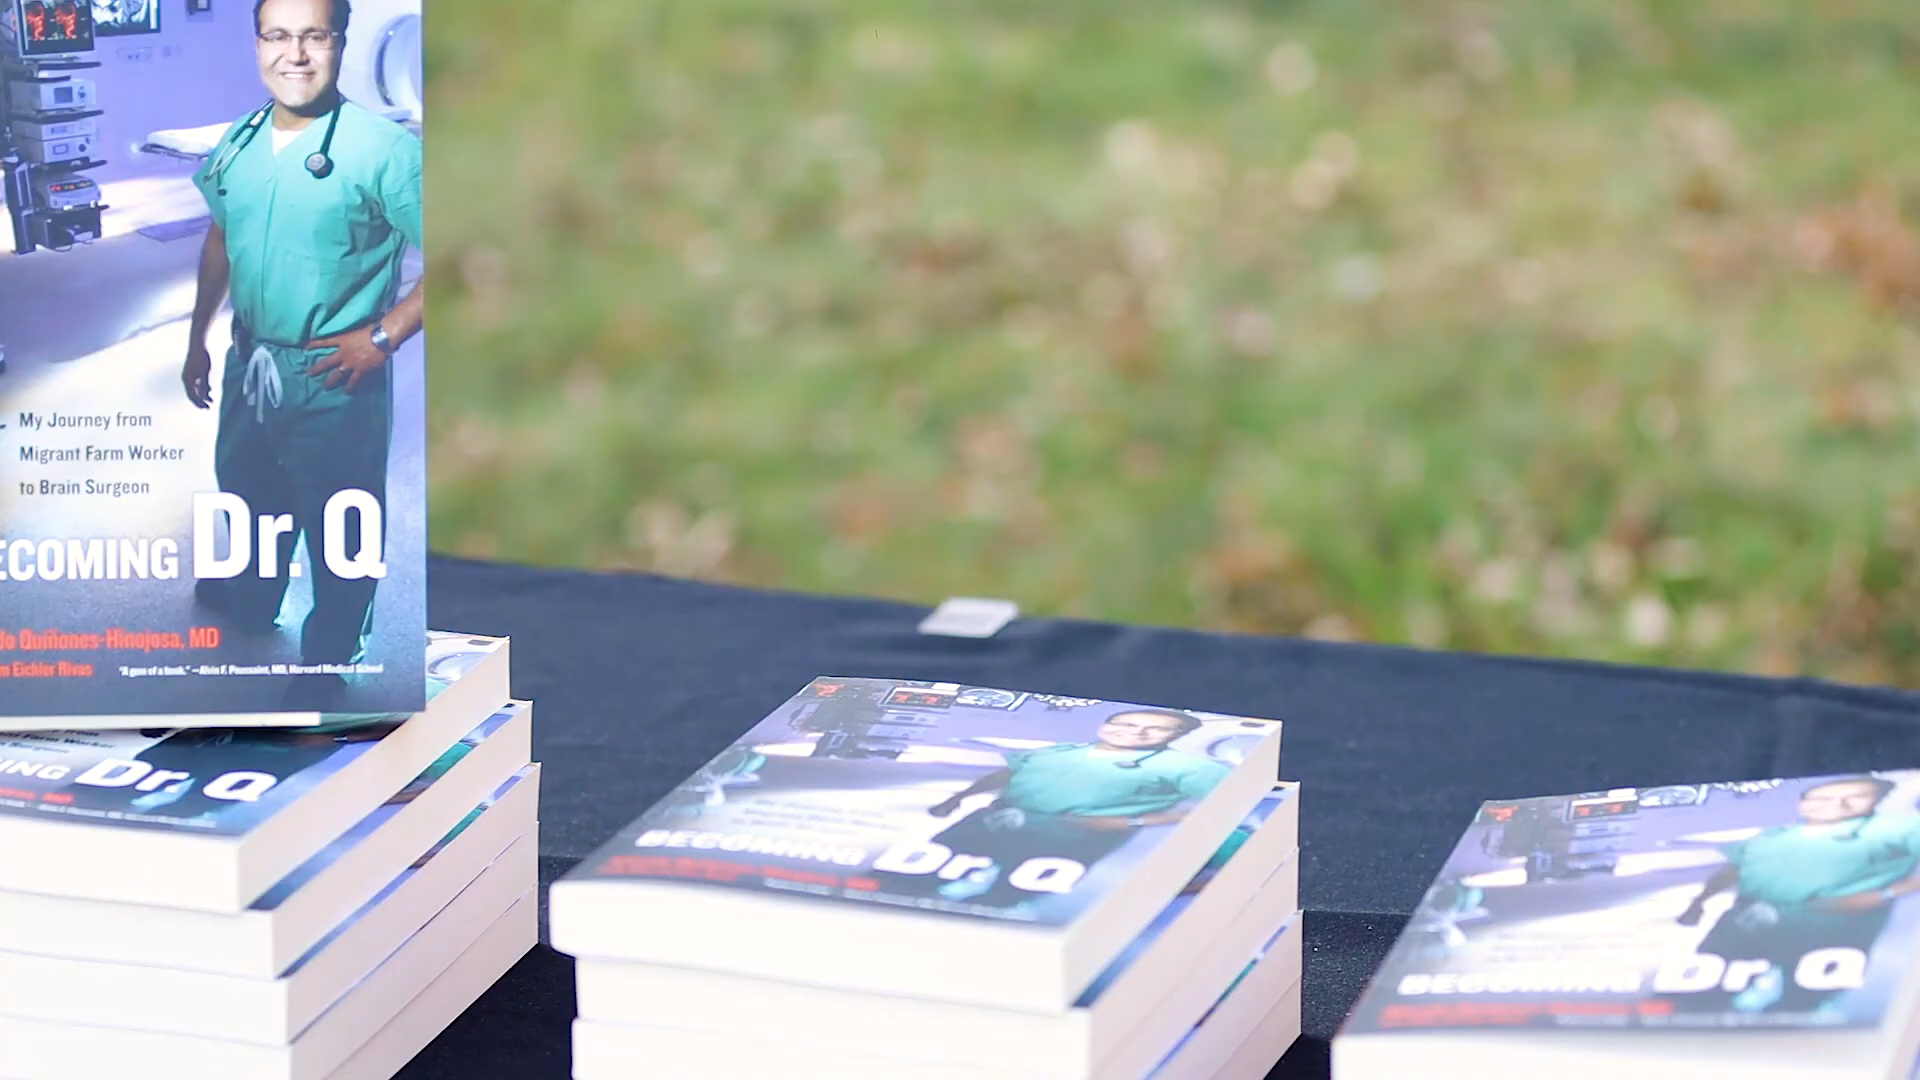 My Journey from
Migrant Farm Worker
to Brain Surgeon
ECOMING Dr. Q
do Quiñones-Hinojosa, MD
m Eichler Rivas "A gem of a book." —Alvin F. Poussaint, MD, Harvard Medical School
ING Dr. Q
BECOMING Dr. Q
BECOMING Dr. Q